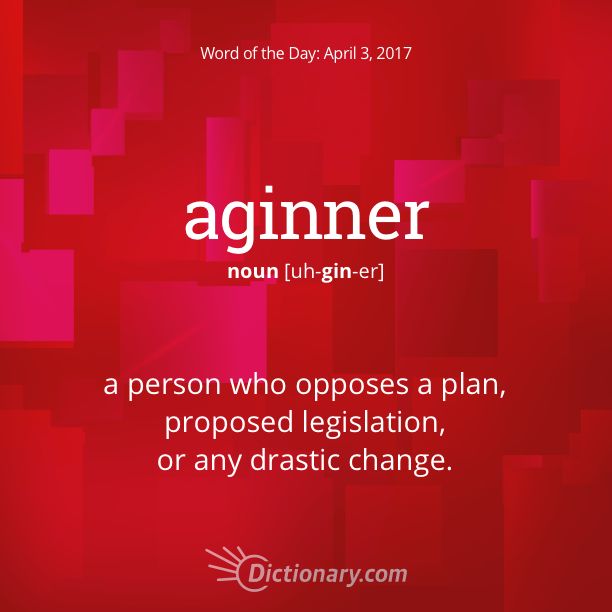 Word of the Day: April 3, 2017
aginner
noun [uh-gin-er]
a person who opposes a plan,
proposed legislation,
or any drastic change.
Dictionary.com